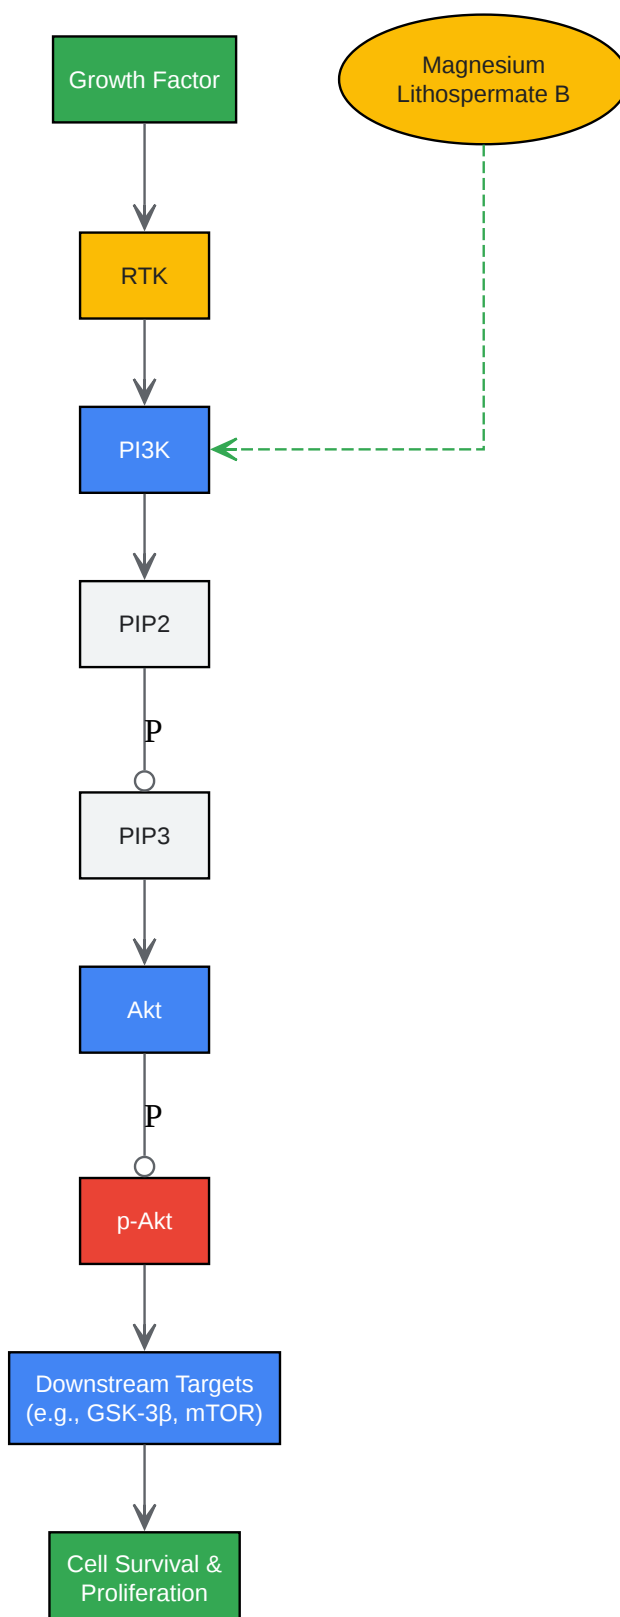 Growth Factor
Magnesium
Lithospermate B
RTK
PI3K
PIP2
P
PIP3
Akt
P
p-Akt
Downstream Targets
(e.g., GSK-3β, mTOR)
Cell Survival &
Proliferation